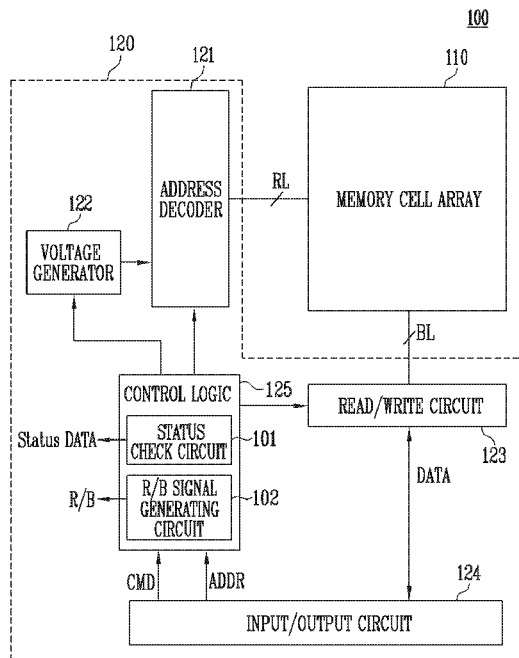 100
120
121
110
ADDRESS
DECODER
RL
MEMORY CELL ARRAY
122
VOLTAGE
GENERATOR
BL
CONTROL LOGIC
125
READ/WRITE CIRCUIT
123
Status DATA
STATUS
CHECK CIRCUIT
101
R/B
R/B SIGNAL
GENERATING
CIRCUIT
102
DATA
CMD
ADDR
124
INPUT/OUTPUT CIRCUIT